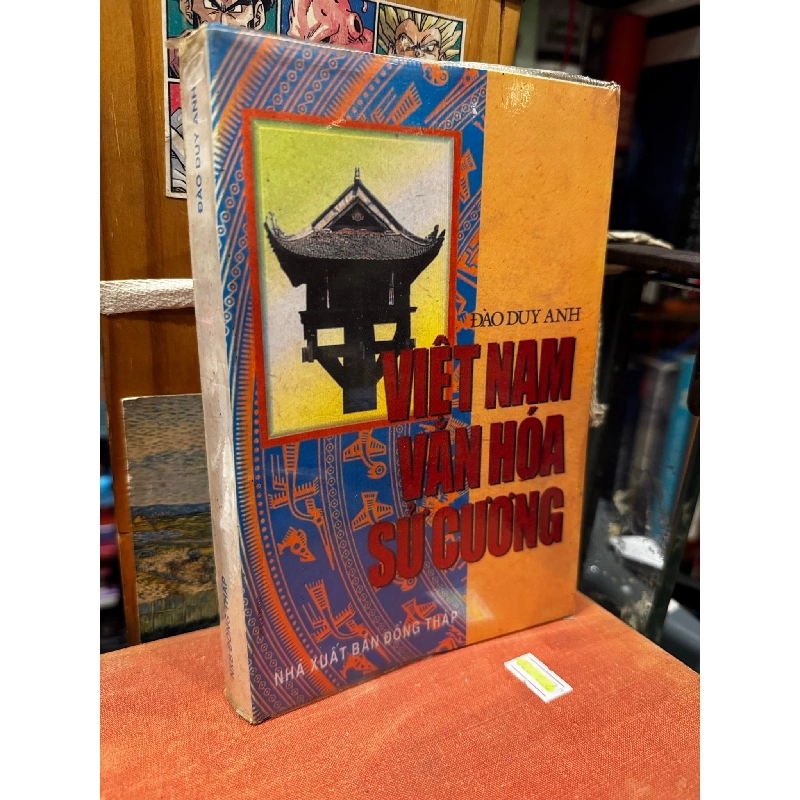 ĐÀO DUY ANH
VIỆT NAM
VĂN HÓA
SỬ CƯƠNG
NHÀ XUẤT BẢN ĐỒNG THÁP
ĐÀO DUY ANH